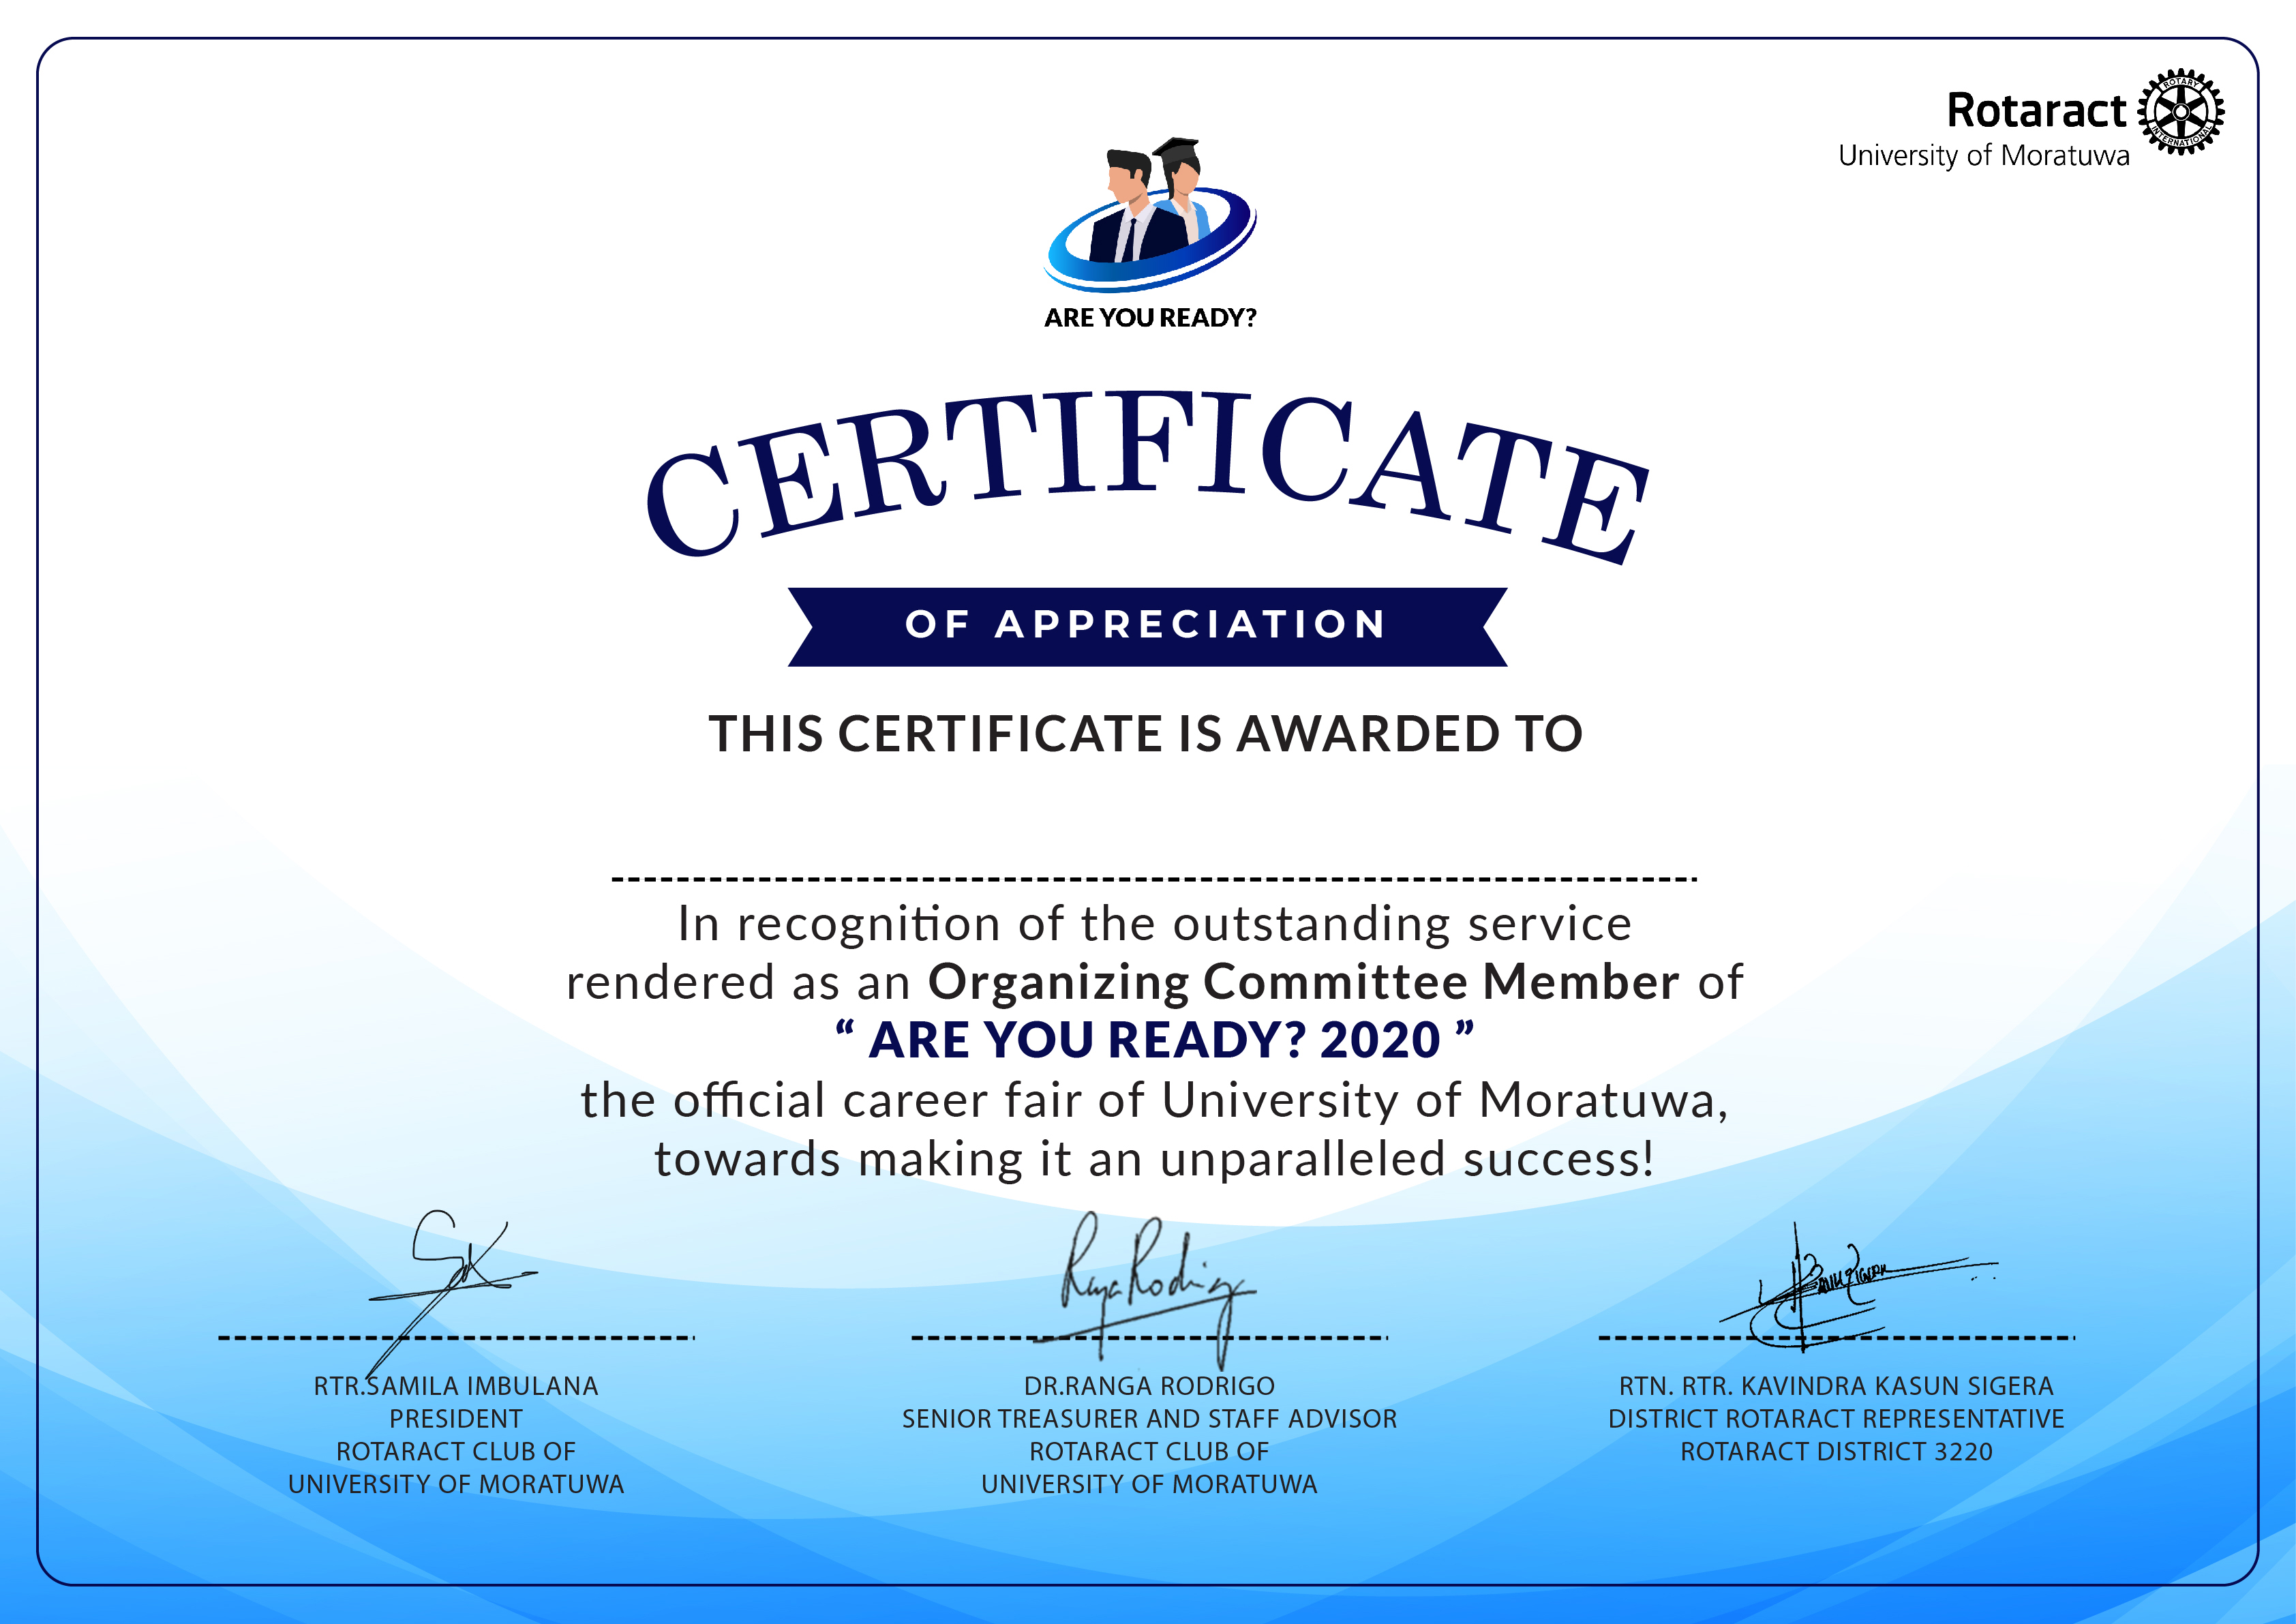 Rotaract
University of Moratuwa
ROTARY
INTERNATIONAL
ARE YOU READY?
CERTIFICATE
OF APPRECIATION
THIS CERTIFICATE IS AWARDED TO
In recognition of the outstanding service
rendered as an Organizing Committee Member of
“ ARE YOU READY? 2020 ”
the official career fair of University of Moratuwa,
towards making it an unparalleled success!
Ranga Rodrigo
RTR.SAMILA IMBULANA
PRESIDENT
ROTARACT CLUB OF
UNIVERSITY OF MORATUWA
DR.RANGA RODRIGO
SENIOR TREASURER AND STAFF ADVISOR
ROTARACT CLUB OF
UNIVERSITY OF MORATUWA
RTN. RTR. KAVINDRA KASUN SIGERA
DISTRICT ROTARACT REPRESENTATIVE
ROTARACT DISTRICT 3220